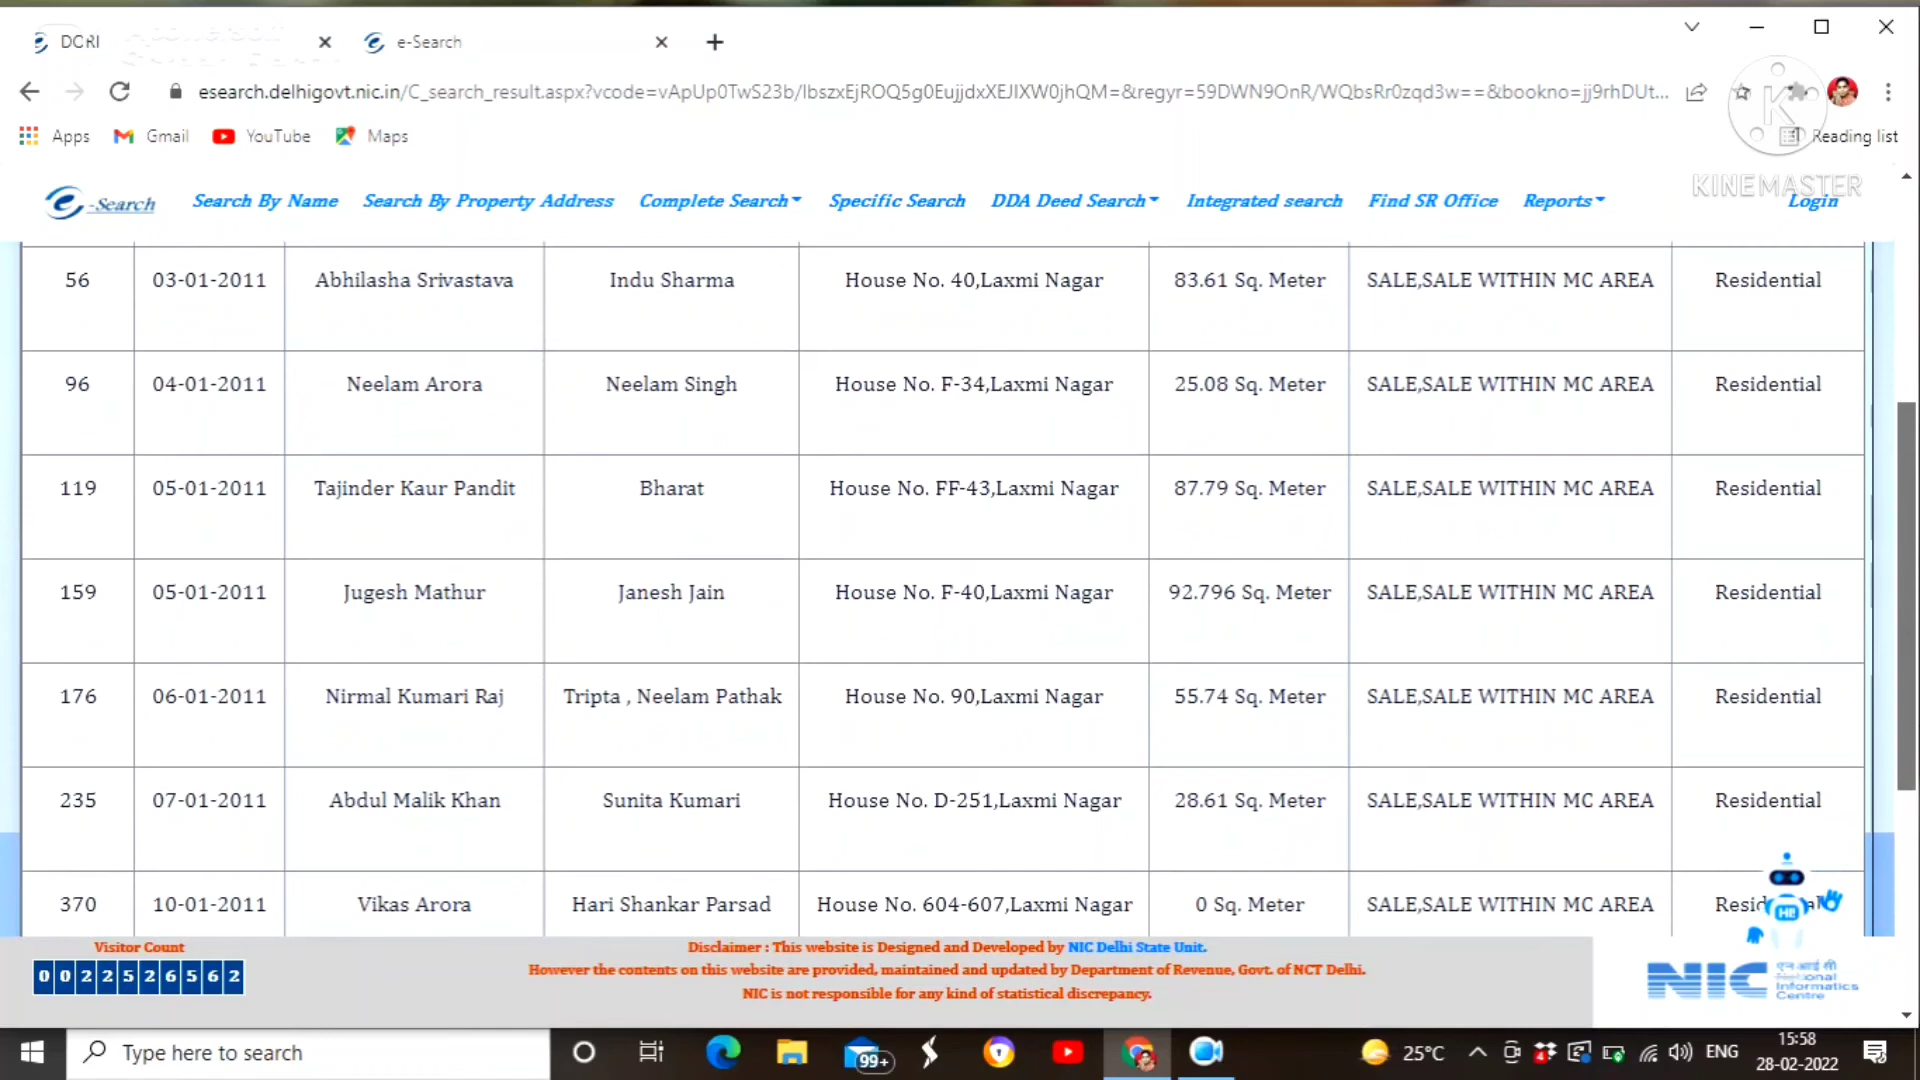 DORI
e-Search
esearch.delhigovt.nic.in/C_search_result.aspx?vcode=vApUp0TwS23b/lbszxEjROQ5g0EujjdxXEJIXW0jhQM=&regyr=59DWN9OnR/WQbsRr0zqd3w==&bookno=jj9rhDUt...
Apps Gmail YouTube Maps Reading list
KINEMASTER
e-Search Search By Name Search By Property Address Complete Search Specific Search DDA Deed Search Integrated search Find SR Office Reports Login
56 03-01-2011 Abhilasha Srivastava Indu Sharma House No. 40,Laxmi Nagar 83.61 Sq. Meter SALE,SALE WITHIN MC AREA Residential
96 04-01-2011 Neelam Arora Neelam Singh House No. F-34,Laxmi Nagar 25.08 Sq. Meter SALE,SALE WITHIN MC AREA Residential
119 05-01-2011 Tajinder Kaur Pandit Bharat House No. FF-43,Laxmi Nagar 87.79 Sq. Meter SALE,SALE WITHIN MC AREA Residential
159 05-01-2011 Jugesh Mathur Janesh Jain House No. F-40,Laxmi Nagar 92.796 Sq. Meter SALE,SALE WITHIN MC AREA Residential
176 06-01-2011 Nirmal Kumari Raj Tripta , Neelam Pathak House No. 90,Laxmi Nagar 55.74 Sq. Meter SALE,SALE WITHIN MC AREA Residential
235 07-01-2011 Abdul Malik Khan Sunita Kumari House No. D-251,Laxmi Nagar 28.61 Sq. Meter SALE,SALE WITHIN MC AREA Residential
370 10-01-2011 Vikas Arora Hari Shankar Parsad House No. 604-607,Laxmi Nagar 0 Sq. Meter SALE,SALE WITHIN MC AREA
HI!
Visitor Count
002526562
Disclaimer : This website is Designed and Developed by NIC Delhi State Unit.
However the contents on this website are provided, maintained and updated by Department of Revenue, Govt. of NCT Delhi.
NIC is not responsible for any kind of statistical discrepancy.
NIC एन आई सी
National
Informatics
Centre
Type here to search
99+
25°C
ENG
15:58
28-02-2022